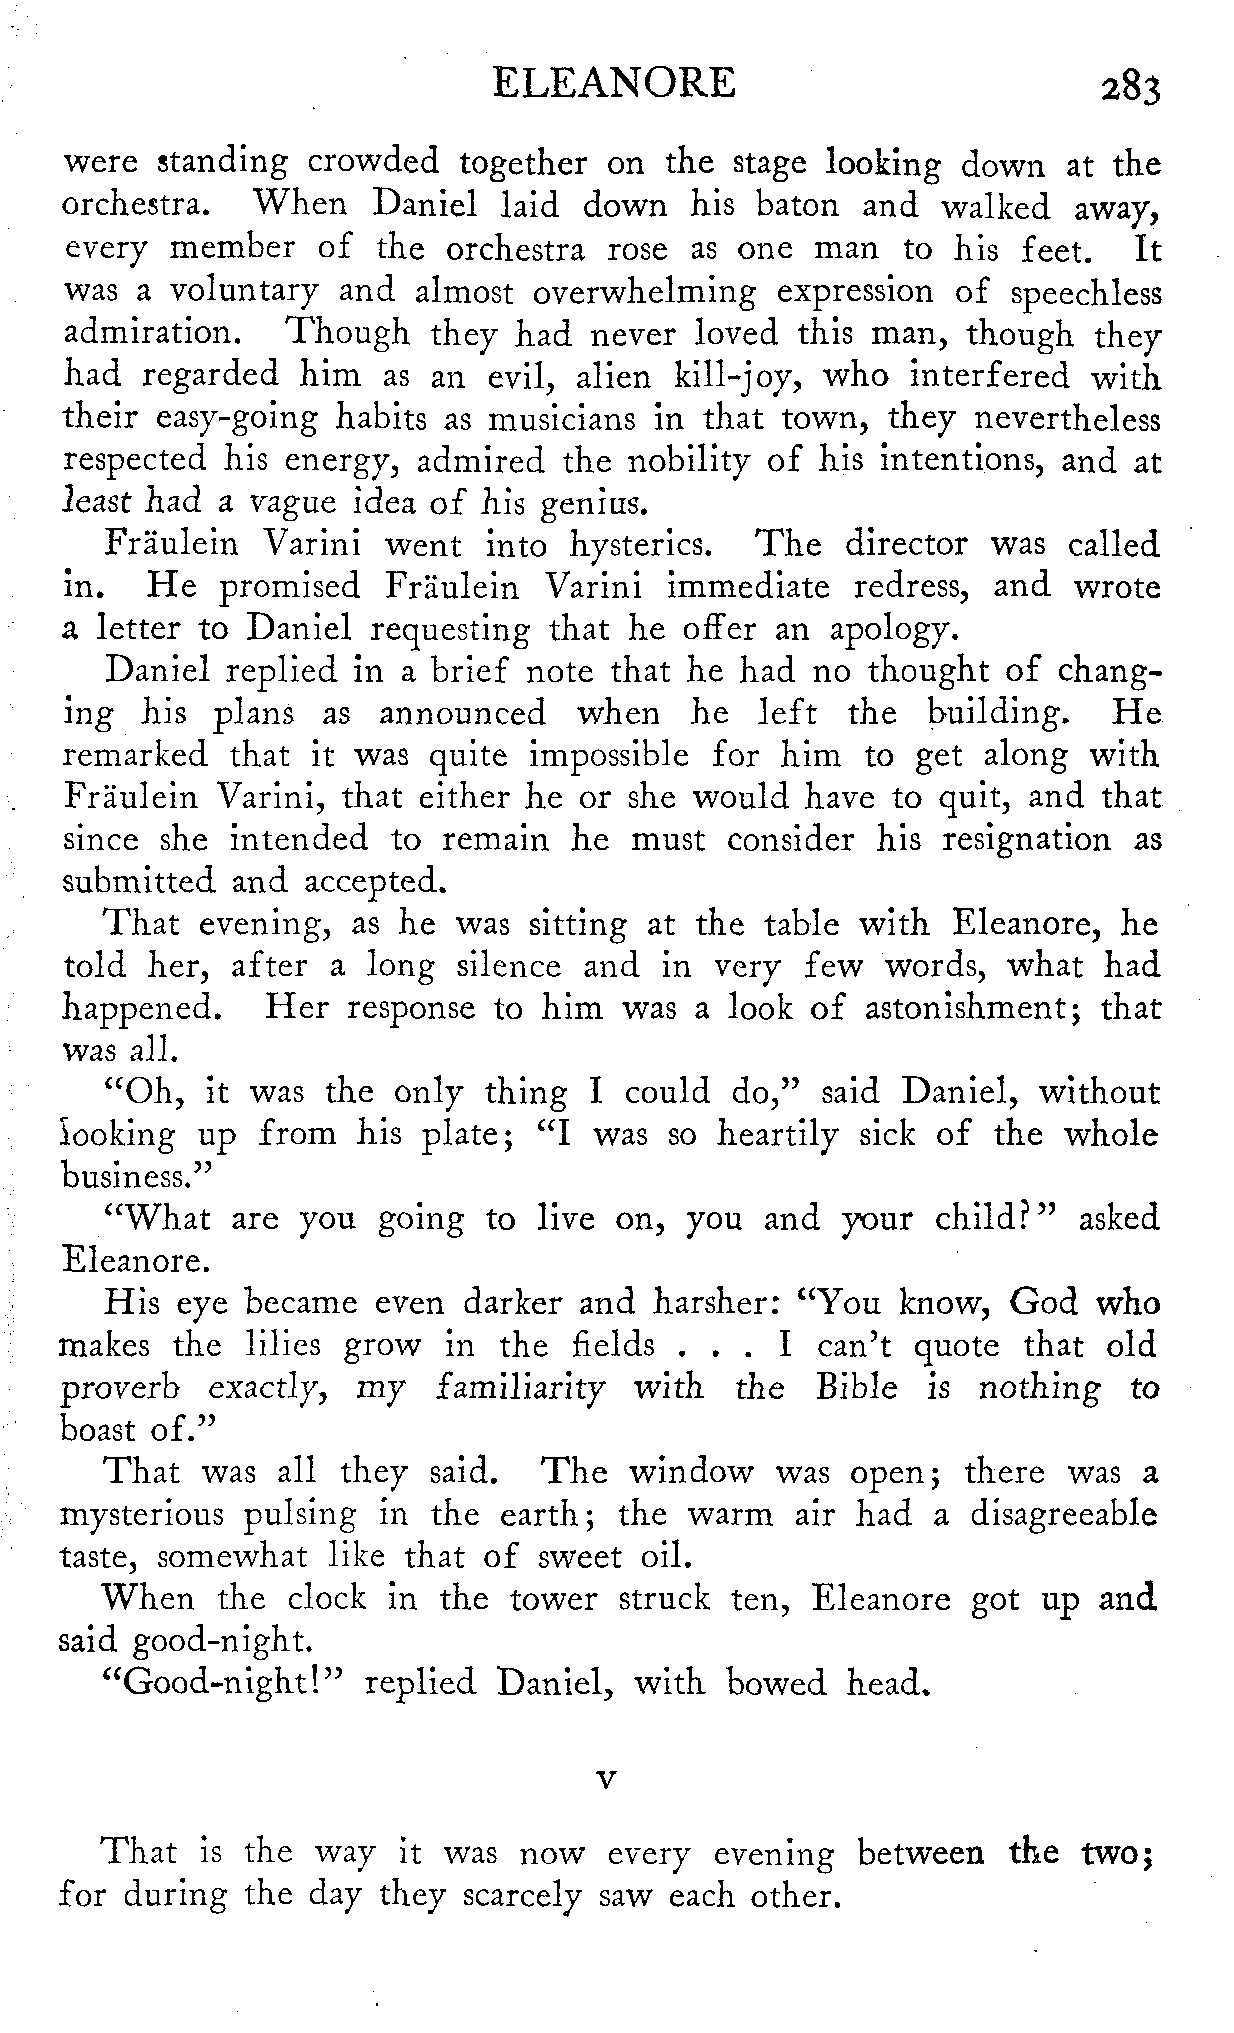 ELEANORE 283
were standing crowded together on the stage looking down at the
orchestra. When Daniel laid down his baton and walked away,
every member of the orchestra rose as one man to his feet. It
was a voluntary and almost overwhelming expression of speechless
admiration. Though they had never loved this man, though they
had regarded him as an evil, alien kill-joy, who interfered with
their easy-going habits as musicians in that town, they nevertheless
respected his energy, admired the nobility of his intentions, and at
least had a vague idea of his genius.
Fräulein Varini went into hysterics. The director was called
in. He promised Fräulein Varini immediate redress, and wrote
a letter to Daniel requesting that he offer an apology.
Daniel replied in a brief note that he had no thought of chang-
ing his plans as announced when he left the building. He
remarked that it was quite impossible for him to get along with
Fräulein Varini, that either he or she would have to quit, and that
since she intended to remain he must consider his resignation as
submitted and accepted.
That evening, as he was sitting at the table with Eleanore, he
told her, after a long silence and in very few words, what had
happened. Her response to him was a look of astonishment; that
was all.
“Oh, it was the only thing I could do,” said Daniel, without
looking up from his plate; “I was so heartily sick of the whole
business.”
“What are you going to live on, you and your child?” asked
Eleanore.
His eye became even darker and harsher: “You know, God who
makes the lilies grow in the fields . . . I can’t quote that old
proverb exactly, my familiarity with the Bible is nothing to
boast of.”
That was all they said. The window was open; there was a
mysterious pulsing in the earth; the warm air had a disagreeable
taste, somewhat like that of sweet oil.
When the clock in the tower struck ten, Eleanore got up and
said good-night.
“Good-night!” replied Daniel, with bowed head.
V
That is the way it was now every evening between the two;
for during the day they scarcely saw each other.